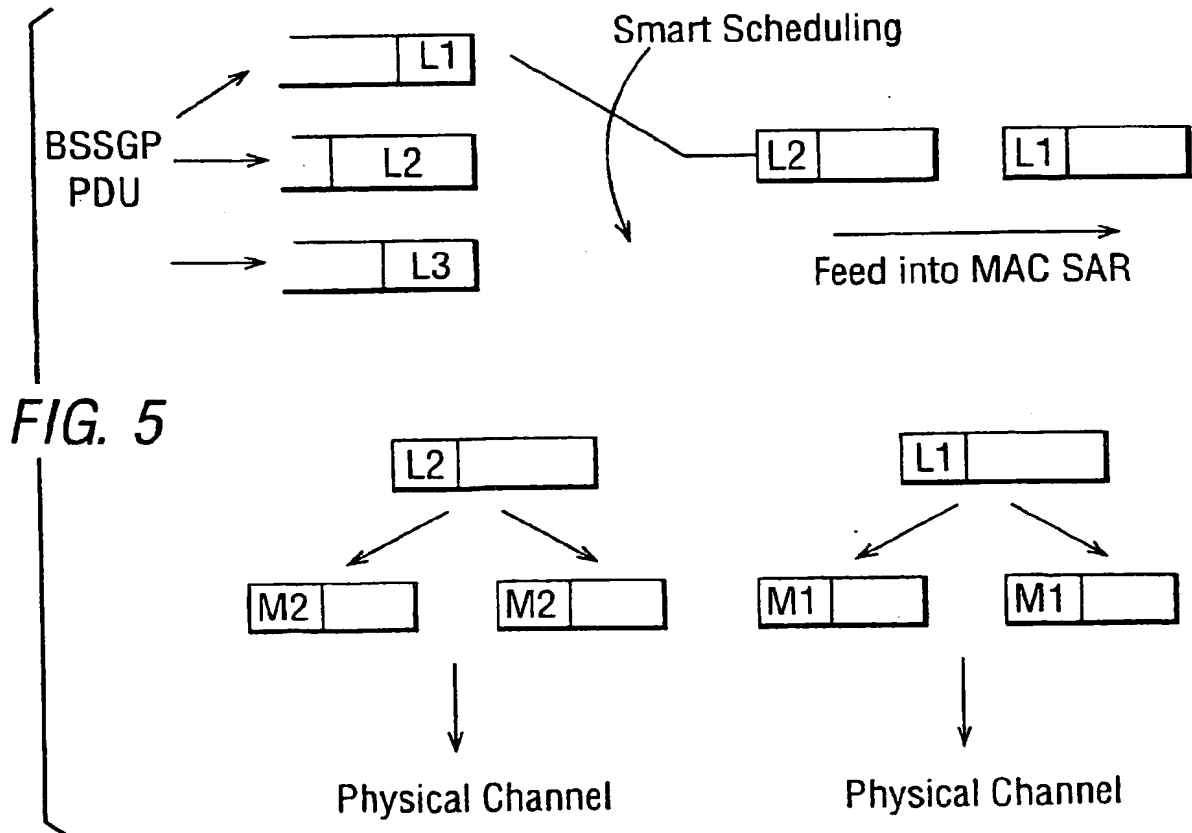 Smart Scheduling
L1
BSSGP
PDU
L2
L3
L2
L1
Feed into MAC SAR
FIG. 5
L2
L1
M2
M2
M1
M1
Physical Channel
Physical Channel